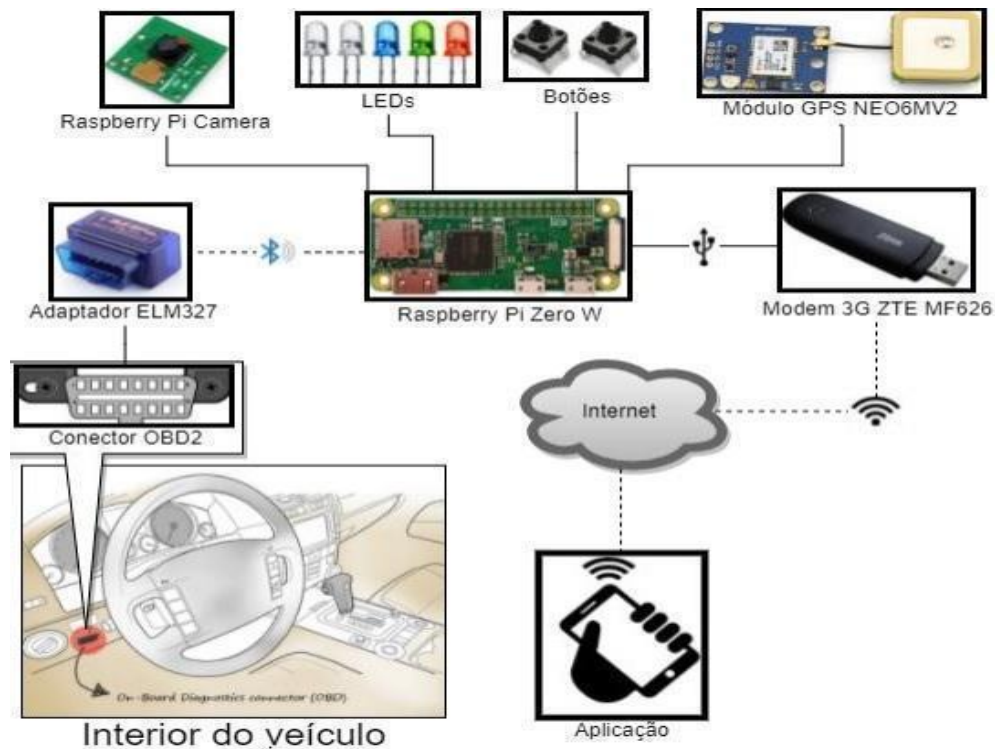 LEDs
Botões
Módulo GPS NEO6MV2
Raspberry Pi Camera
Adaptador ELM327
Raspberry Pi Zero W
Modem 3G ZTE MF626
Internet
Conector OBD2
On-Board Diagnostics connector (OBD)
Interior do veículo
Aplicação